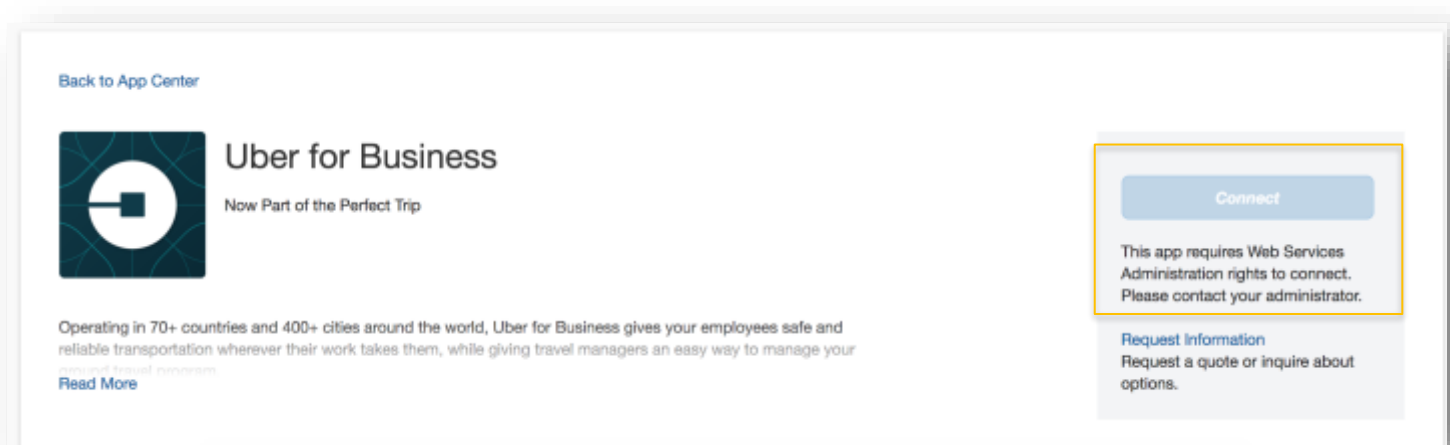 Back to App Center
Uber for Business
Now Part of the Perfect Trip
Operating in 70+ countries and 400+ cities around the world, Uber for Business gives your employees safe and
reliable transportation wherever their work takes them, while giving travel managers an easy way to manage your
ground travel program.
Read More
Connect
This app requires Web Services
Administration rights to connect.
Please contact your administrator.
Request Information
Request a quote or inquire about
options.